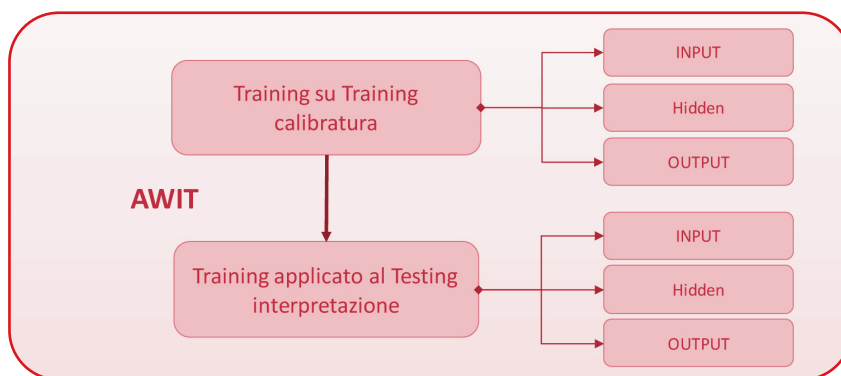 Training su Training
calibratura
INPUT
Hidden
OUTPUT
AWIT
Training applicato al Testing
interpretazione
INPUT
Hidden
OUTPUT